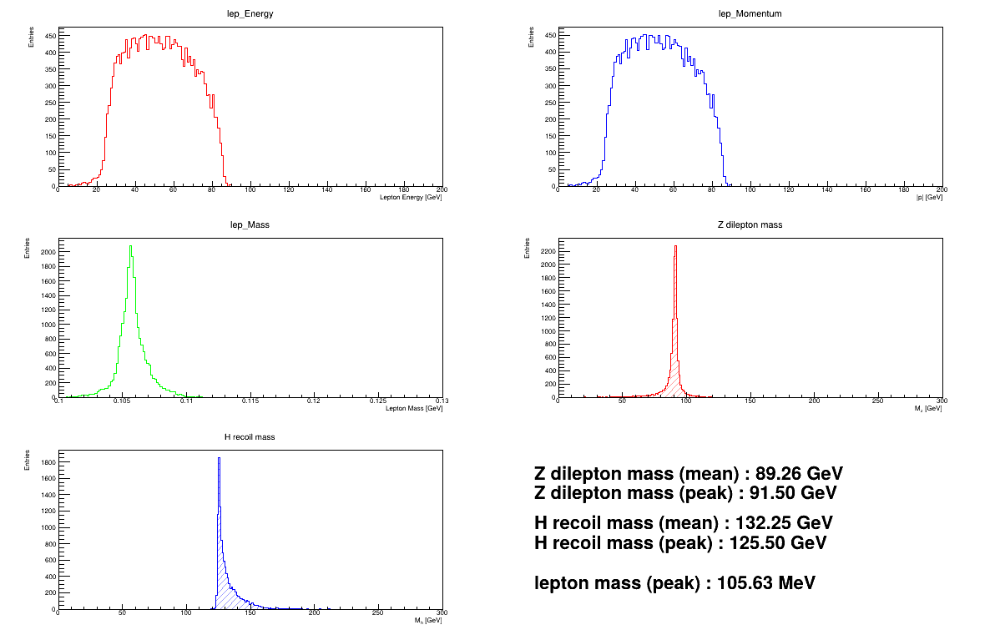 lep_Energy
Entries
450
400
350
300
250
200
150
100
50
0
0 20 40 60 80 100 120 140 160 180 200
Lepton Energy [GeV]
lep_Momentum
Entries
450
400
350
300
250
200
150
100
50
0
0 20 40 60 80 100 120 140 160 180 200
|p| [GeV]
lep_Mass
Entries
2000
1800
1600
1400
1200
1000
800
600
400
200
0
0.1 0.105 0.11 0.115 0.12 0.125 0.13
Lepton Mass [GeV]
Z dilepton mass
Entries
2200
2000
1800
1600
1400
1200
1000
800
600
400
200
0 50 100 150 200 250 300
M_z [GeV]
H recoil mass
Entries
1800
1600
1400
1200
1000
800
600
400
200
0
0 50 100 150 200 250 300
M_h [GeV]
Z dilepton mass (mean) : 89.26 GeV
Z dilepton mass (peak) : 91.50 GeV
H recoil mass (mean) : 132.25 GeV
H recoil mass (peak) : 125.50 GeV
lepton mass (peak) : 105.63 MeV